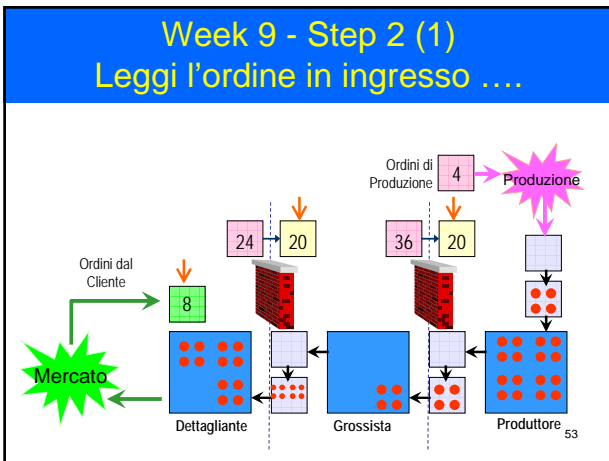 Week 9 - Step 2 (1)
Leggi l'ordine in ingresso ....
Ordini di
Produzione
4
Produzione
24
20
36
20
Ordini dal
Cliente
8
Mercato
Dettagliante
Grossista
Produttore
53